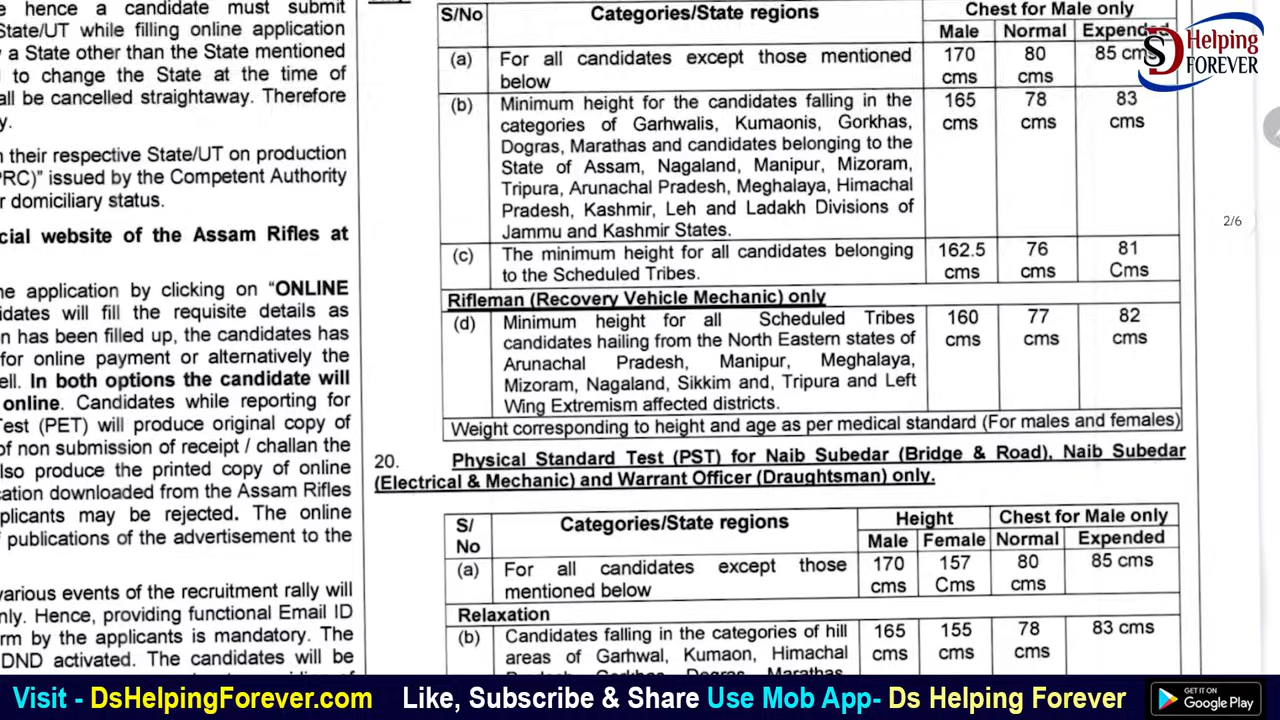 e hence a candidate must submit
State/UT while filling online application
a State other than the State mentioned
to change the State at the time of
all be cancelled straightaway. Therefore
y.
n their respective State/UT on production
PRC)" issued by the Competent Authority
r domiciliary status.
cial website of the Assam Rifles at
he application by clicking on "ONLINE
idates will fill the requisite details as
n has been filled up, the candidates has
for online payment or alternatively the
ell. In both options the candidate will
online. Candidates while reporting for
Test (PET) will produce original copy of
of non submission of receipt / challan the
also produce the printed copy of online
cation downloaded from the Assam Rifles
plicants may be rejected. The online
f publications of the advertisement to the
various events of the recruitment rally will
nly. Hence, providing functional Email ID
rm by the applicants is mandatory. The
DND activated. The candidates will be
S/No Categories/State regions Chest for Male only
Male Normal Expended
(a) For all candidates except those mentioned 170 80 85 cms
below cms cms
(b) Minimum height for the candidates falling in the 165 78 83
categories of Garhwalis, Kumaonis, Gorkhas, cms cms cms
Dogras, Marathas and candidates belonging to the
State of Assam, Nagaland, Manipur, Mizoram,
Tripura, Arunachal Pradesh, Meghalaya, Himachal
Pradesh, Kashmir, Leh and Ladakh Divisions of
Jammu and Kashmir States.
(c) The minimum height for all candidates belonging 162.5 76 81
to the Scheduled Tribes. cms cms Cms
Rifleman (Recovery Vehicle Mechanic) only
(d) Minimum height for all Scheduled Tribes 160 77 82
candidates hailing from the North Eastern states of cms cms cms
Arunachal Pradesh, Manipur, Meghalaya,
Mizoram, Nagaland, Sikkim and, Tripura and Left
Wing Extremism affected districts.
Weight corresponding to height and age as per medical standard (For males and females)
20. Physical Standard Test (PST) for Naib Subedar (Bridge & Road), Naib Subedar
(Electrical & Mechanic) and Warrant Officer (Draughtsman) only.
S/ Categories/State regions Height Chest for Male only
No Male Female Normal Expended
(a) For all candidates except those 170 157 80 85 cms
mentioned below cms Cms cms
Relaxation
(b) Candidates falling in the categories of hill 165 155 78 83 cms
areas of Garhwal, Kumaon, Himachal cms cms cms
SD Helping
FOREVER
2/6
Visit - DsHelpingForever.com Like, Subscribe & Share Use Mob App- Ds Helping Forever
GET IT ON
Google Play